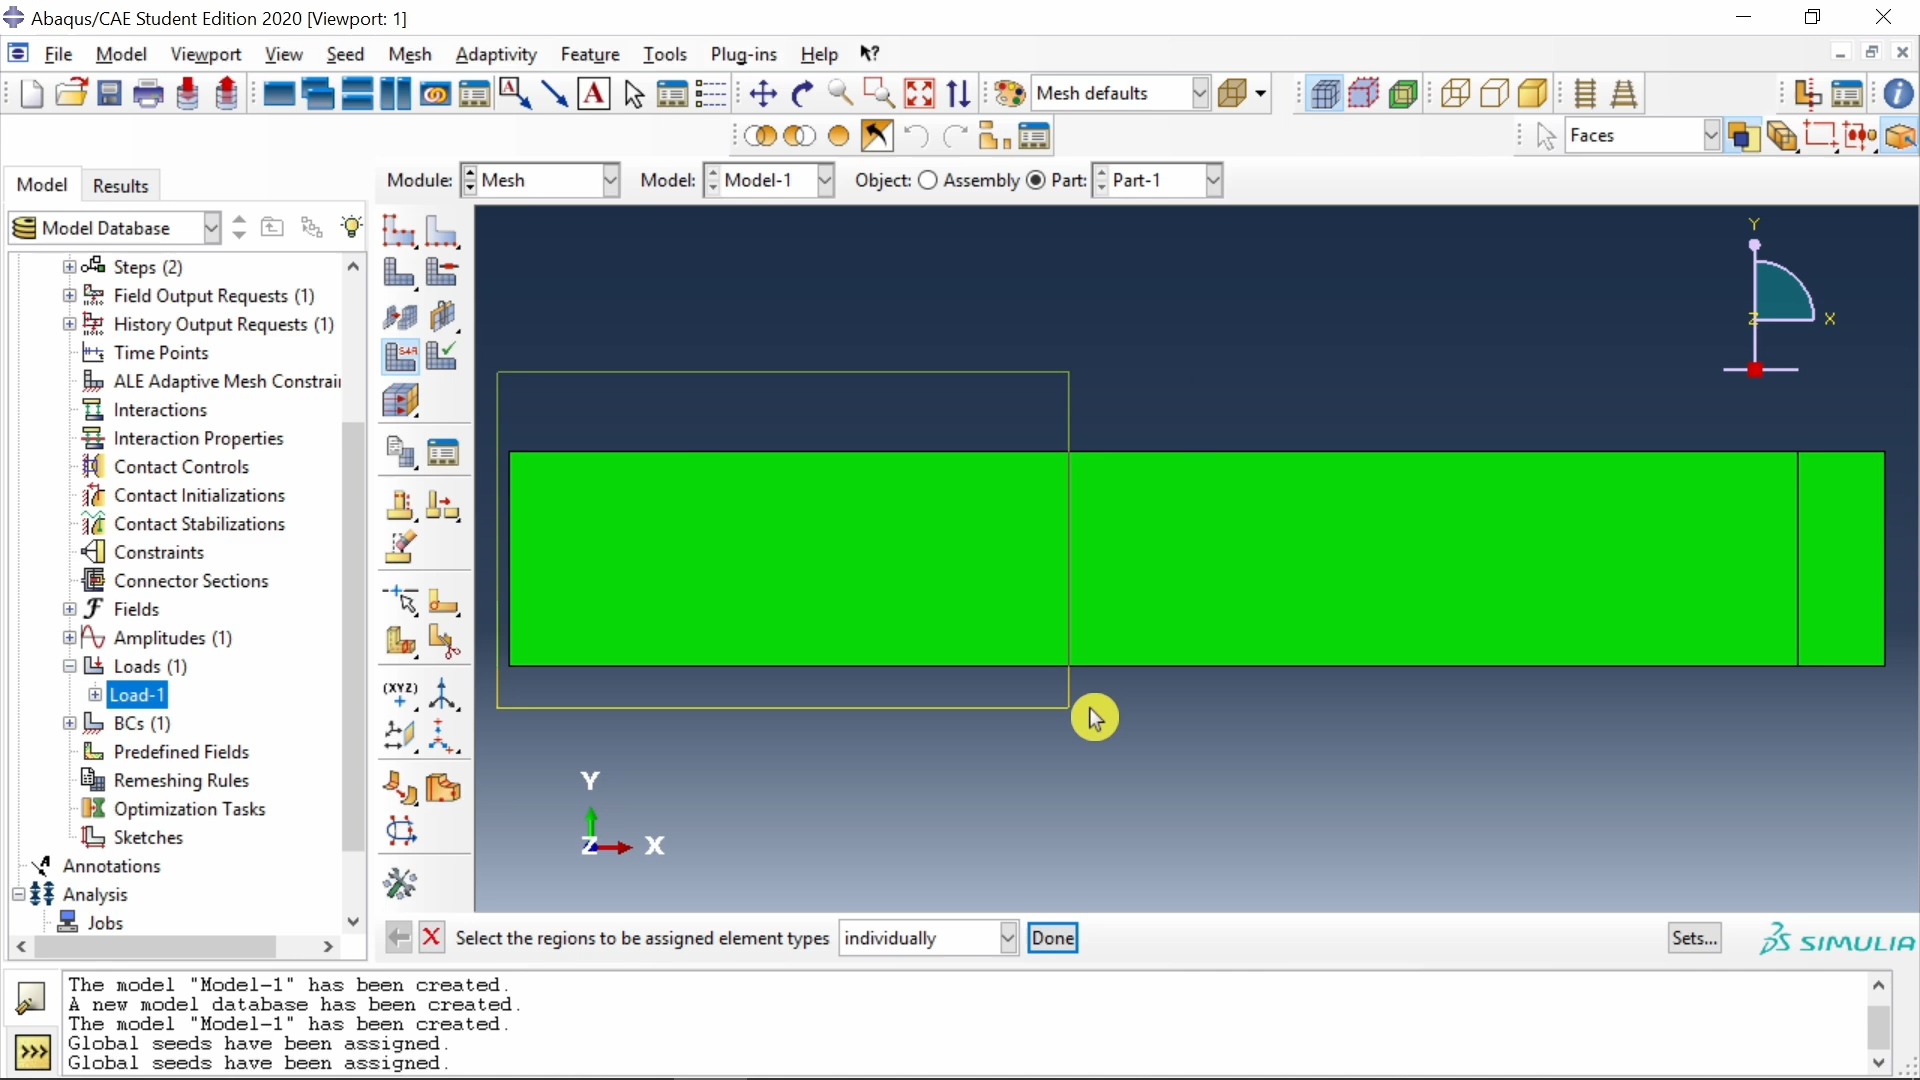 Abaqus/CAE Student Edition 2020 [Viewport: 1]
File Model Viewport View Seed Mesh Adaptivity Feature Tools Plug-ins Help
Mesh defaults
Faces
Model Results
Module: Mesh Model: Model-1 Object: Assembly Part: Part-1
Model Database
Steps (2)
Field Output Requests (1)
History Output Requests (1)
Time Points
ALE Adaptive Mesh Constrai
Interactions
Interaction Properties
Contact Controls
Contact Initializations
Contact Stabilizations
Constraints
Connector Sections
Fields
Amplitudes (1)
Loads (1)
Load-1
BCs (1)
Predefined Fields
Remeshing Rules
Optimization Tasks
Sketches
Annotations
Analysis
Jobs
S4R
(XYZ)
Y
Z X
Y
Z X
Select the regions to be assigned element types individually Done Sets... SIMULIA
The model "Model-1" has been created.
A new model database has been created.
The model "Model-1" has been created.
Global seeds have been assigned.
Global seeds have been assigned.
>>>